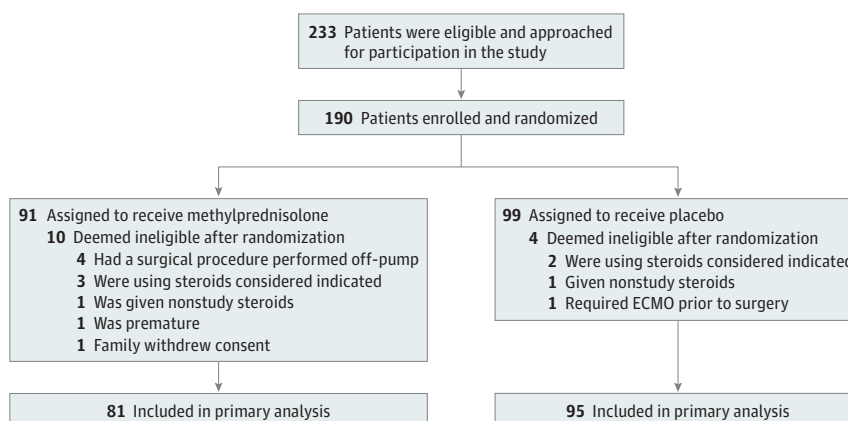 233 Patients were eligible and approached
for participation in the study
190 Patients enrolled and randomized
91 Assigned to receive methylprednisolone
10 Deemed ineligible after randomization
4 Had a surgical procedure performed off-pump
3 Were using steroids considered indicated
1 Was given nonstudy steroids
1 Was premature
1 Family withdrew consent
99 Assigned to receive placebo
4 Deemed ineligible after randomization
2 Were using steroids considered indicated
1 Given nonstudy steroids
1 Required ECMO prior to surgery
81 Included in primary analysis
95 Included in primary analysis